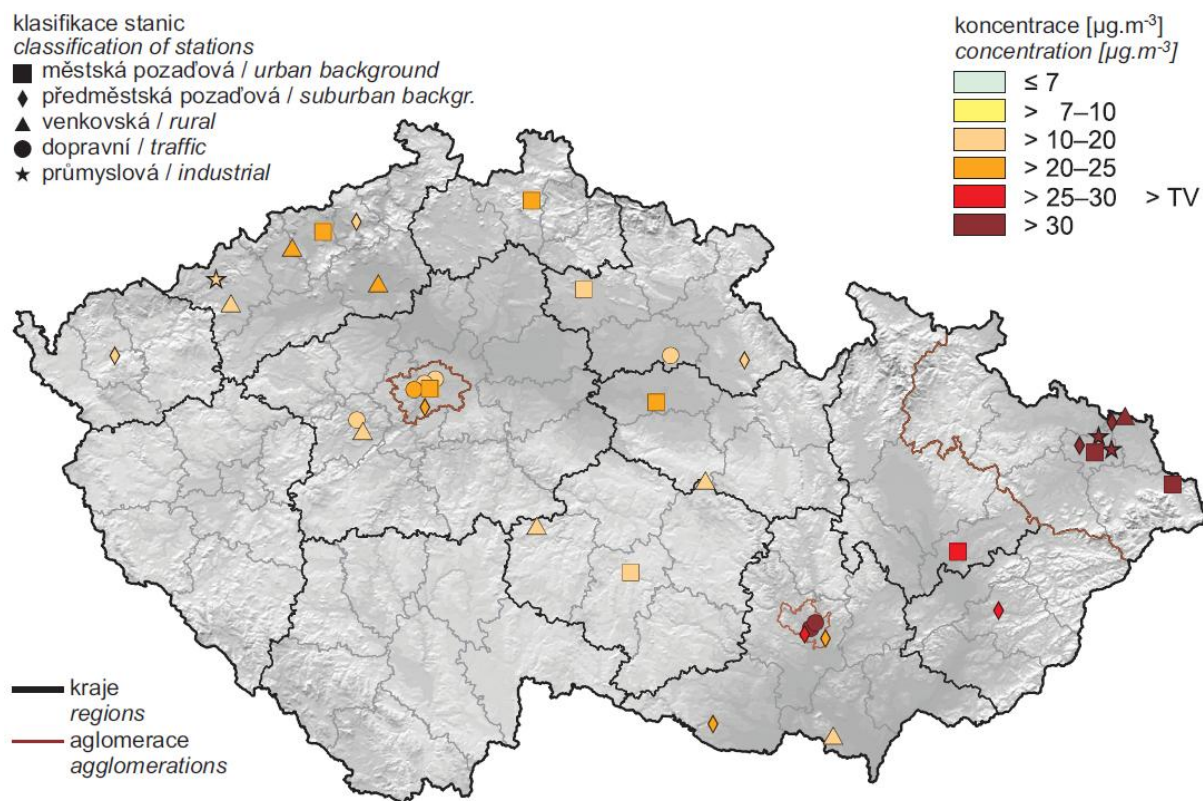 klasifikace stanic
classification of stations
městská pozaďová / urban background
předměstská pozaďová / suburban backgr.
venkovská / rural
dopravní / traffic
průmyslová / industrial
koncentrace [µg.m⁻³]
concentration [µg.m⁻³]
≤ 7
> 7–10
> 10–20
> 20–25
> 25–30 > TV
> 30
kraje
regions
aglomerace
agglomerations